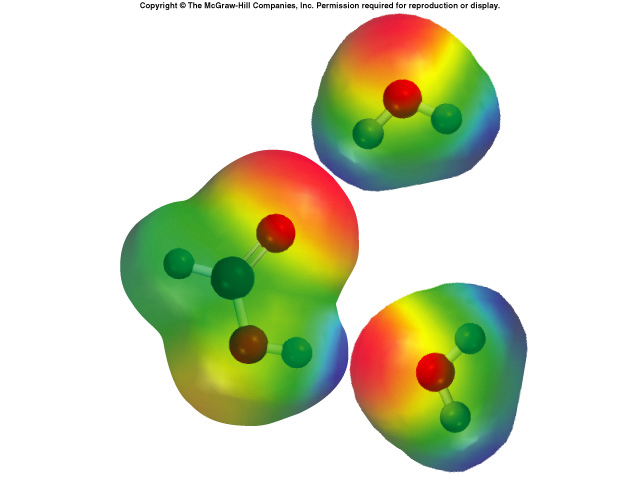 Copyright © The McGraw-Hill Companies, Inc. Permission required for reproduction or display.